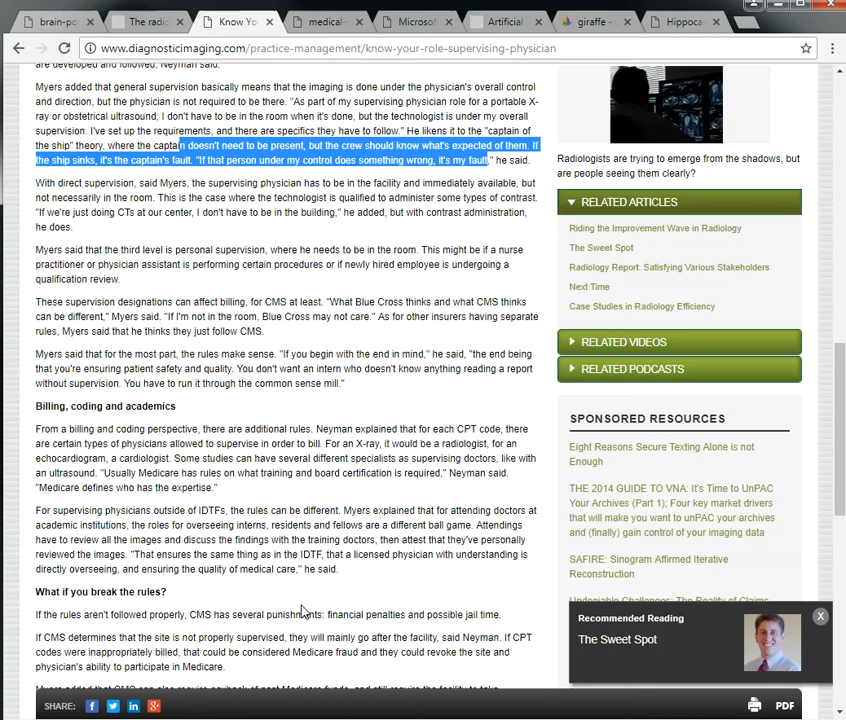 brain-po
The radio
Know You
medical-s
Microsoft
Artificial
giraffe -
Hippocar
www.diagnosticimaging.com/practice-management/know-your-role-supervising-physician
are developed and followed, Neyman said.
Myers added that general supervision basically means that the imaging is done under the physician's overall control
and direction, but the physician is not required to be there. "As part of my supervising physician role for a portable X-
ray or obstetrical ultrasound, I don't have to be in the room when it's done, but the technologist is under my overall
supervision. I've set up the requirements, and there are specifics they have to follow." He likens it to the "captain of
the ship" theory, where the captain doesn't need to be present, but the crew should know what's expected of them. If
the ship sinks, it's the captain's fault. "If that person under my control does something wrong, it's my fault," he said.
With direct supervision, said Myers, the supervising physician has to be in the facility and immediately available, but
not necessarily in the room. This is the case where the technologist is qualified to administer some types of contrast.
"If we're just doing CTs at our center, I don't have to be in the building," he added, but with contrast administration,
he does.
Myers said that the third level is personal supervision, where he needs to be in the room. This might be if a nurse
practitioner or physician assistant is performing certain procedures or if newly hired employee is undergoing a
qualification review.
These supervision designations can affect billing, for CMS at least. "What Blue Cross thinks and what CMS thinks
can be different," Myers said. "If I'm not in the room, Blue Cross may not care." As for other insurers having separate
rules, Myers said that he thinks they just follow CMS.
Myers said that for the most part, the rules make sense. "If you begin with the end in mind," he said, "the end being
that you're ensuring patient safety and quality. You don't want an intern who doesn't know anything reading a report
without supervision. You have to run it through the common sense mill."
Billing, coding and academics
From a billing and coding perspective, there are additional rules. Neyman explained that for each CPT code, there
are certain types of physicians allowed to supervise in order to bill. For an X-ray, it would be a radiologist, for an
echocardiogram, a cardiologist. Some studies can have several different specialists as supervising doctors, like with
an ultrasound. "Usually Medicare has rules on what training and board certification is required," Neyman said.
"Medicare defines who has the expertise."
For supervising physicians outside of IDTFs, the rules can be different. Myers explained that for attending doctors at
academic institutions, the roles for overseeing interns, residents and fellows are a different ball game. Attendings
have to review all the images and discuss the findings with the training doctors, then attest that they've personally
reviewed the images. "That ensures the same thing as in the IDTF, that a licensed physician with understanding is
directly overseeing, and ensuring the quality of medical care," he said.
What if you break the rules?
If the rules aren't followed properly, CMS has several punishments: financial penalties and possible jail time.
If CMS determines that the site is not properly supervised, they will mainly go after the facility, said Neyman. If CPT
codes were inappropriately billed, that could be considered Medicare fraud and they could revoke the site and
physician's ability to participate in Medicare.
Myers added that CMS can also require payback of past Medicare funds, and still require the facility to take
Radiologists are trying to emerge from the shadows, but
are people seeing them clearly?
RELATED ARTICLES
Riding the Improvement Wave in Radiology
The Sweet Spot
Radiology Report: Satisfying Various Stakeholders
Next Time
Case Studies in Radiology Efficiency
RELATED VIDEOS
RELATED PODCASTS
SPONSORED RESOURCES
Eight Reasons Secure Texting Alone is not
Enough
THE 2014 GUIDE TO VNA: It's Time to UnPAC
Your Archives (Part 1); Four key market drivers
that will make you want to unPAC your archives
and (finally) gain control of your imaging data
SAFIRE: Sinogram Affirmed Iterative
Reconstruction
Undeniable Challenges: The Reality of Claims
Recommended Reading
X
The Sweet Spot
SHARE:
PDF